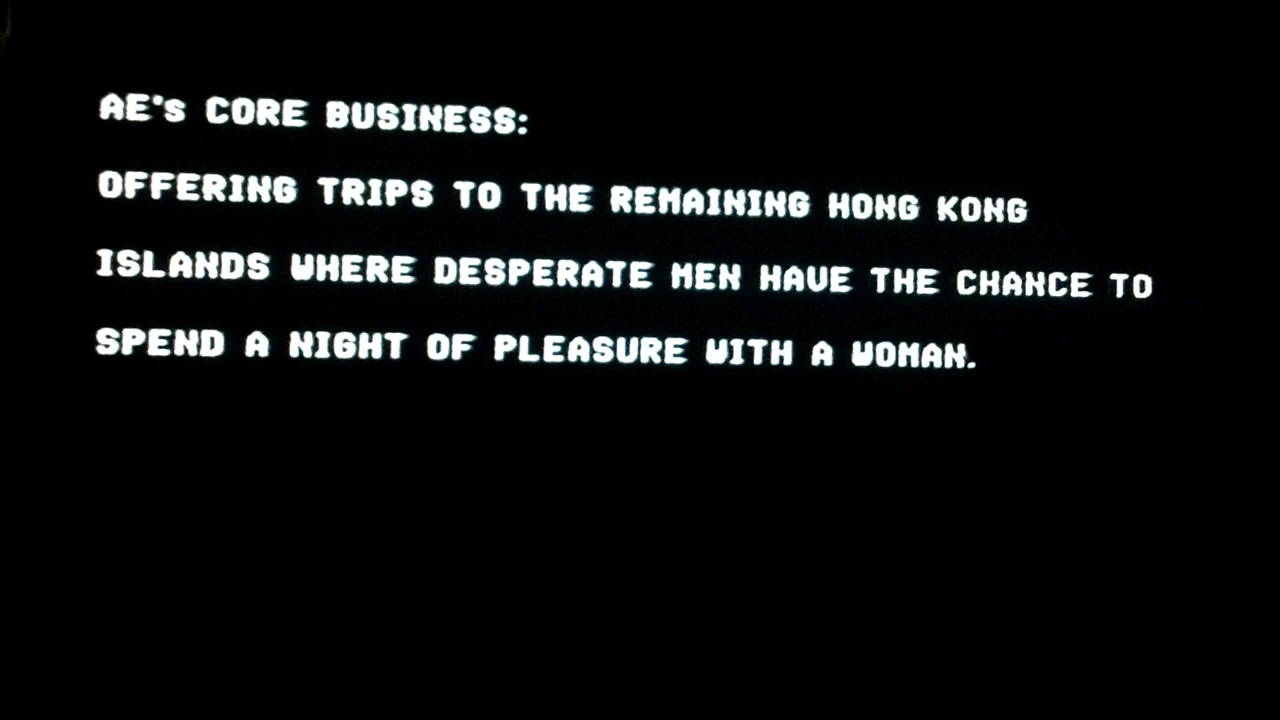 AE's CORE BUSINESS:
OFFERING TRIPS TO THE REMAINING HONG KONG
ISLANDS WHERE DESPERATE MEN HAVE THE CHANCE TO
SPEND A NIGHT OF PLEASURE WITH A WOMAN.